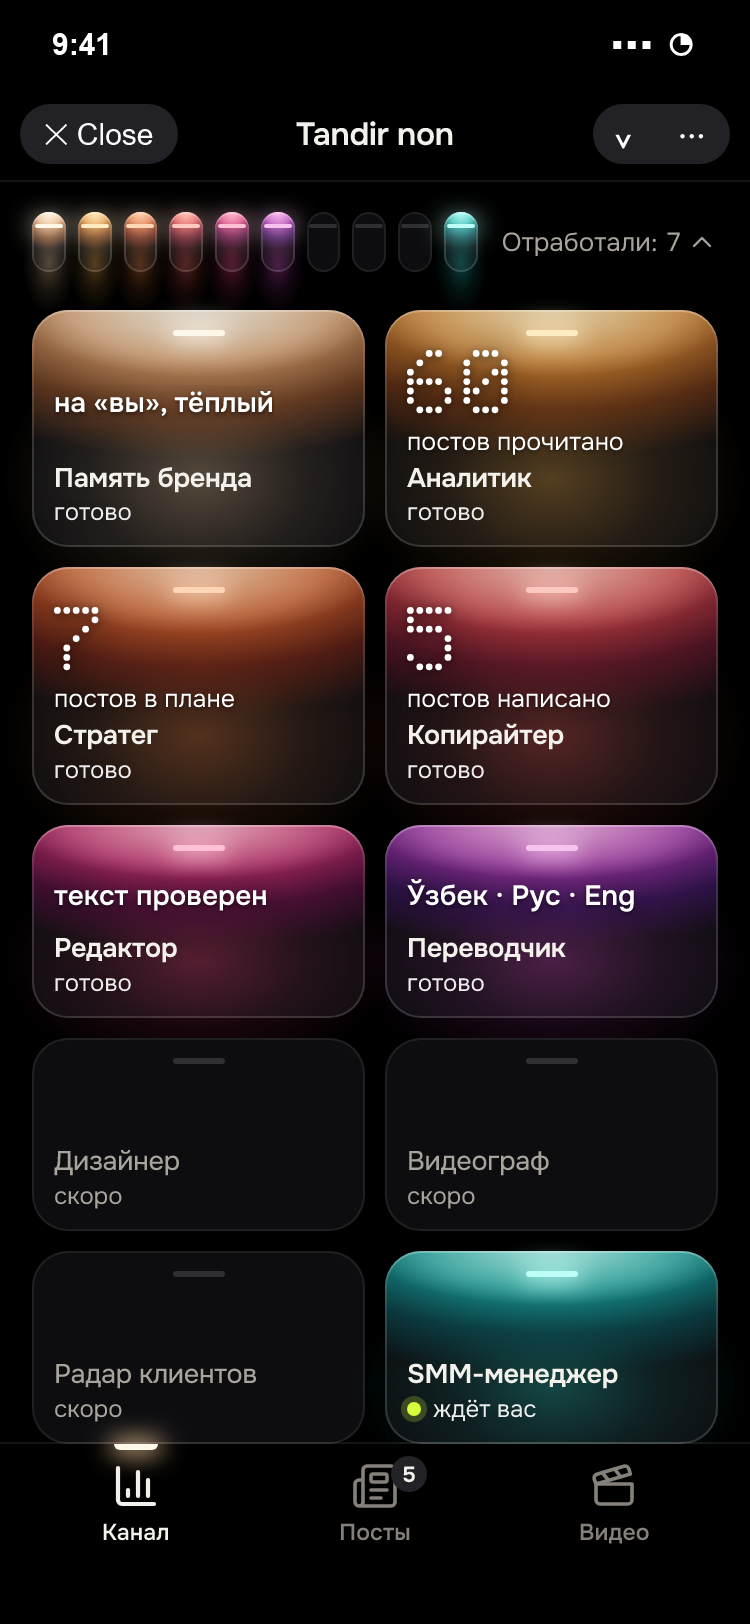 9:41
Close
Tandir non
Отработали: 7
на «вы», тёплый
Память бренда
готово
60
постов прочитано
Аналитик
готово
7
постов в плане
Стратег
готово
5
постов написано
Копирайтер
готово
текст проверен
Редактор
готово
Ўзбек · Рус · Eng
Переводчик
готово
Дизайнер
скоро
Видеограф
скоро
Радар клиентов
скоро
SMM-менеджер
ждёт вас
Канал
5
Посты
Видео